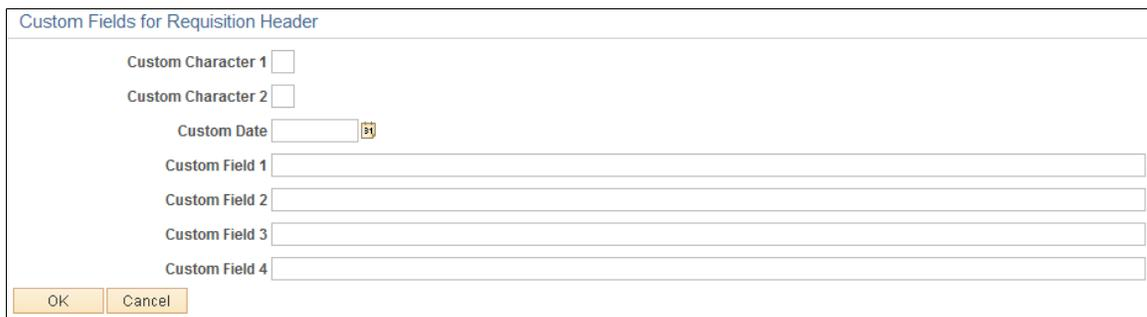 Custom Fields for Requisition Header
Custom Character 1
Custom Character 2
Custom Date
31
Custom Field 1
Custom Field 2
Custom Field 3
Custom Field 4
OK Cancel